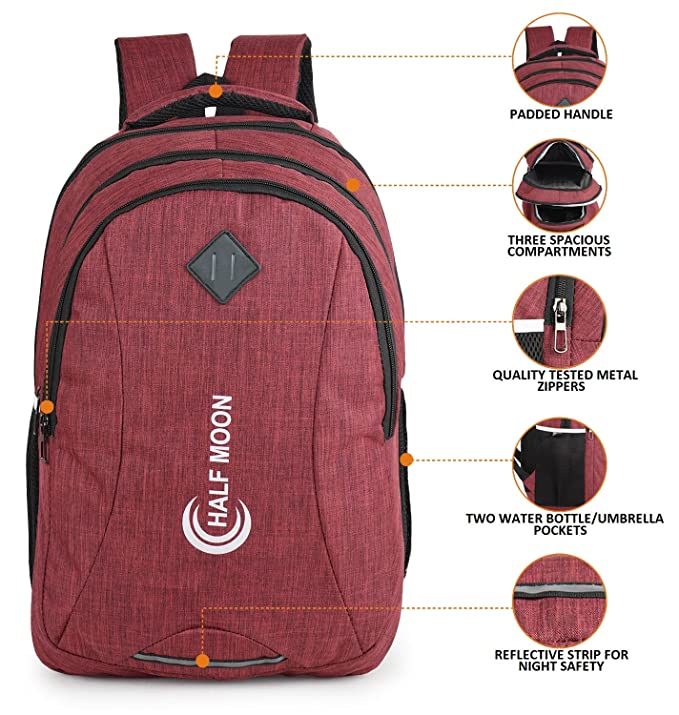 PADDED HANDLE
THREE SPACIOUS
COMPARTMENTS
QUALITY TESTED METAL
ZIPPERS
HALF MOON
TWO WATER BOTTLE/UMBRELLA
POCKETS
REFLECTIVE STRIP FOR
NIGHT SAFETY